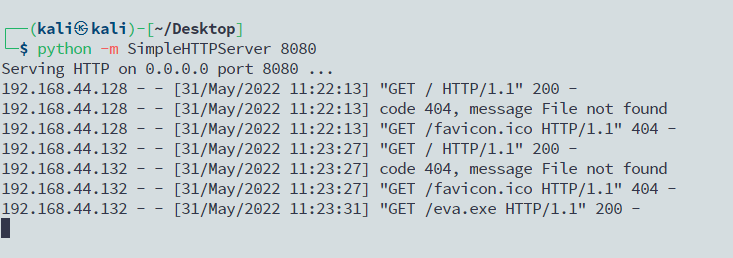 (kali㉿kali)-[~/Desktop]
$ python -m SimpleHTTPServer 8080
Serving HTTP on 0.0.0.0 port 8080 ...
192.168.44.128 - - [31/May/2022 11:22:13] "GET / HTTP/1.1" 200 -
192.168.44.128 - - [31/May/2022 11:22:13] code 404, message File not found
192.168.44.128 - - [31/May/2022 11:22:13] "GET /favicon.ico HTTP/1.1" 404 -
192.168.44.132 - - [31/May/2022 11:23:27] "GET / HTTP/1.1" 200 -
192.168.44.132 - - [31/May/2022 11:23:27] code 404, message File not found
192.168.44.132 - - [31/May/2022 11:23:27] "GET /favicon.ico HTTP/1.1" 404 -
192.168.44.132 - - [31/May/2022 11:23:31] "GET /eva.exe HTTP/1.1" 200 -